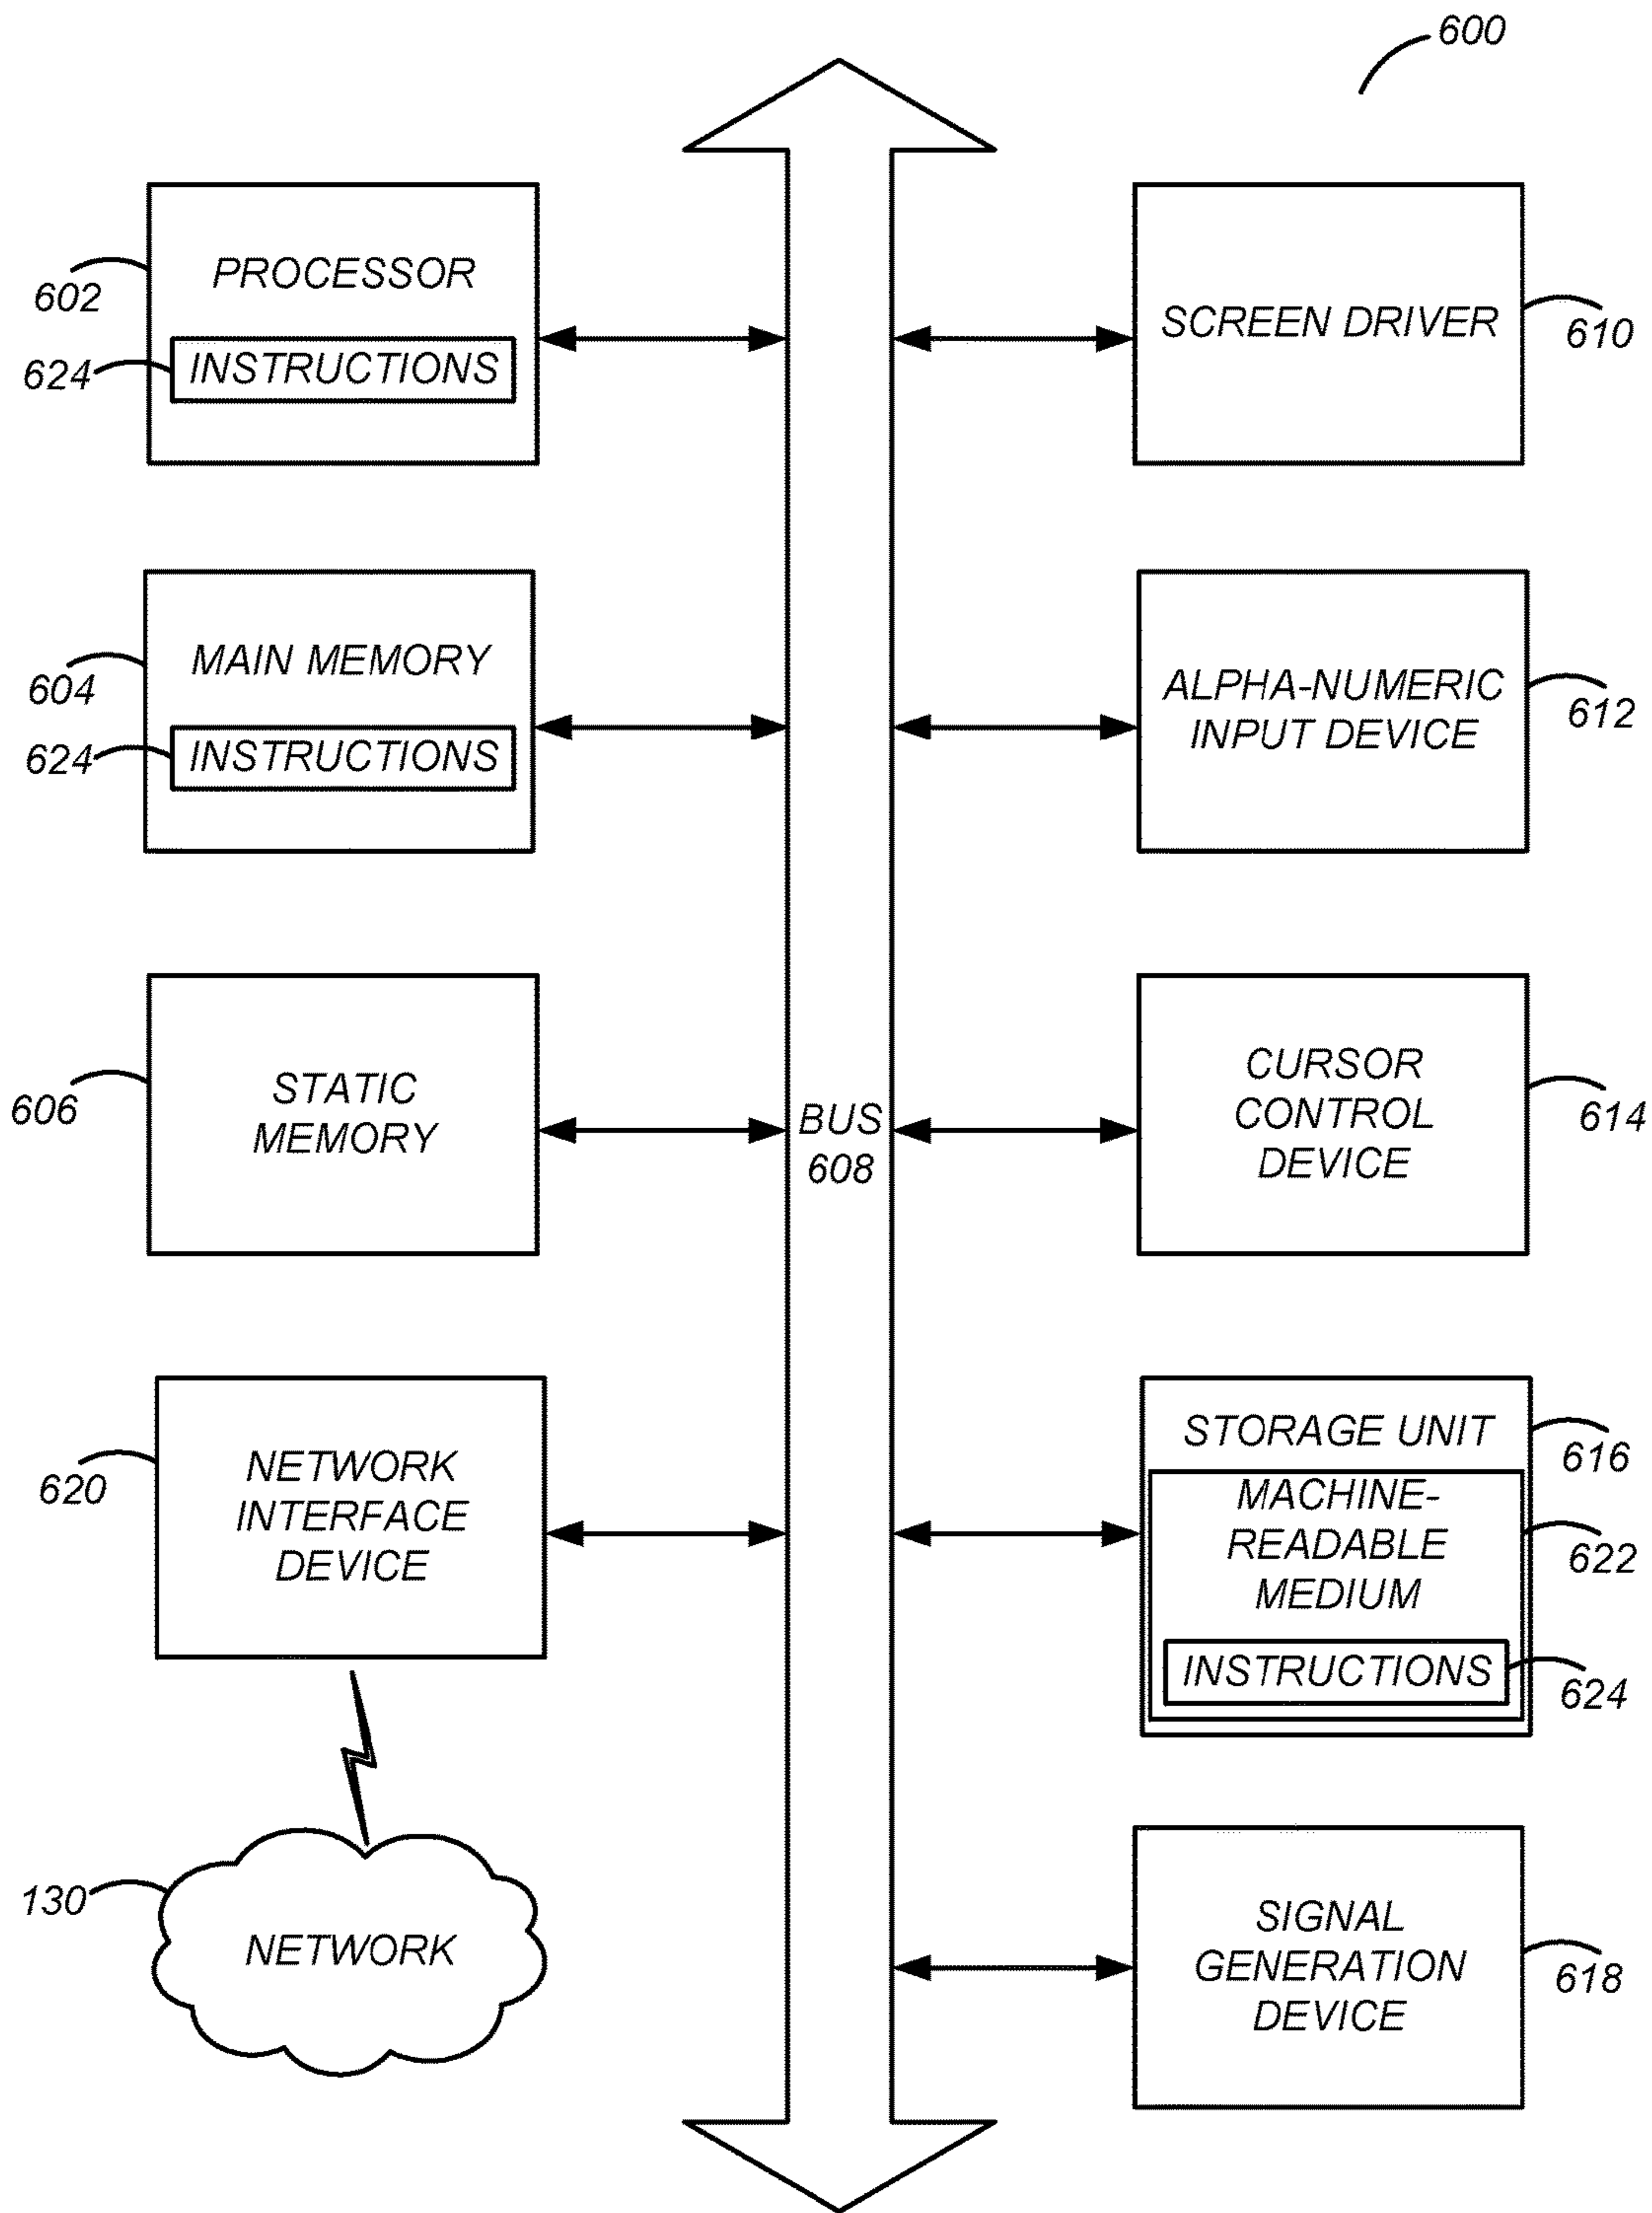 600
PROCESSOR
602
INSTRUCTIONS
624
SCREEN DRIVER
610
MAIN MEMORY
604
INSTRUCTIONS
624
ALPHA-NUMERIC
INPUT DEVICE
612
STATIC
MEMORY
606
BUS
608
CURSOR
CONTROL
DEVICE
614
NETWORK
INTERFACE
DEVICE
620
STORAGE UNIT
616
MACHINE-
READABLE
MEDIUM
622
INSTRUCTIONS
624
130
NETWORK
SIGNAL
GENERATION
DEVICE
618